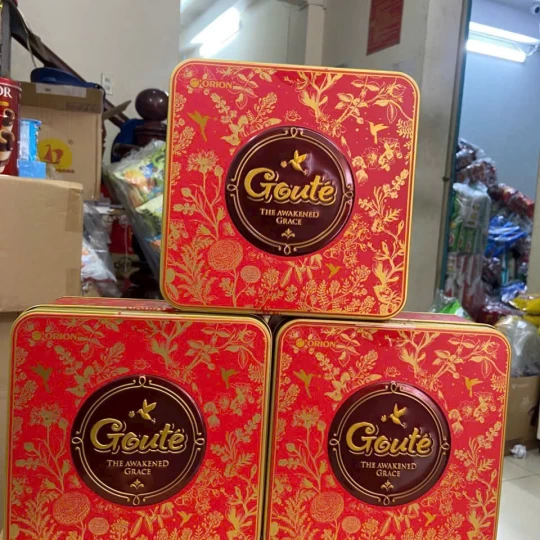 ORION
Gouté
THE AWAKENED
GRACE
ORION
Gouté
THE AWAKENED
GRACE
ORION
Gouté
THE AWAKENED
GRACE